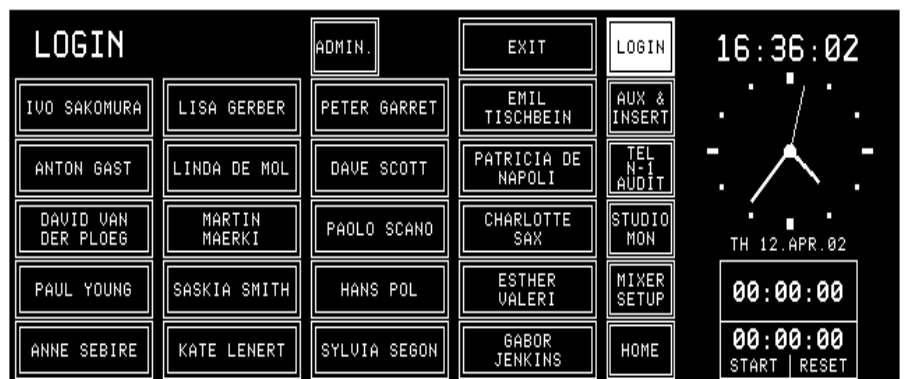 LOGIN
ADMIN.
EXIT
LOGIN
16:36:02
IVO SAKOMURA
LISA GERBER
PETER GARRET
EMIL
TISCHBEIN
AUX &
INSERT
ANTON GAST
LINDA DE MOL
DAVE SCOTT
PATRICIA DE
NAPOLI
TEL
N-1
AUDIT
DAVID VAN
DER PLOEG
MARTIN
MAERKI
PAOLO SCANO
CHARLOTTE
SAX
STUDIO
MON
TH 12.APR.02
PAUL YOUNG
SASKIA SMITH
HANS POL
ESTHER
VALERI
MIXER
SETUP
00:00:00
ANNE SEBIRE
KATE LENERT
SYLVIA SEGON
GABOR
JENKINS
HOME
00:00:00
START | RESET